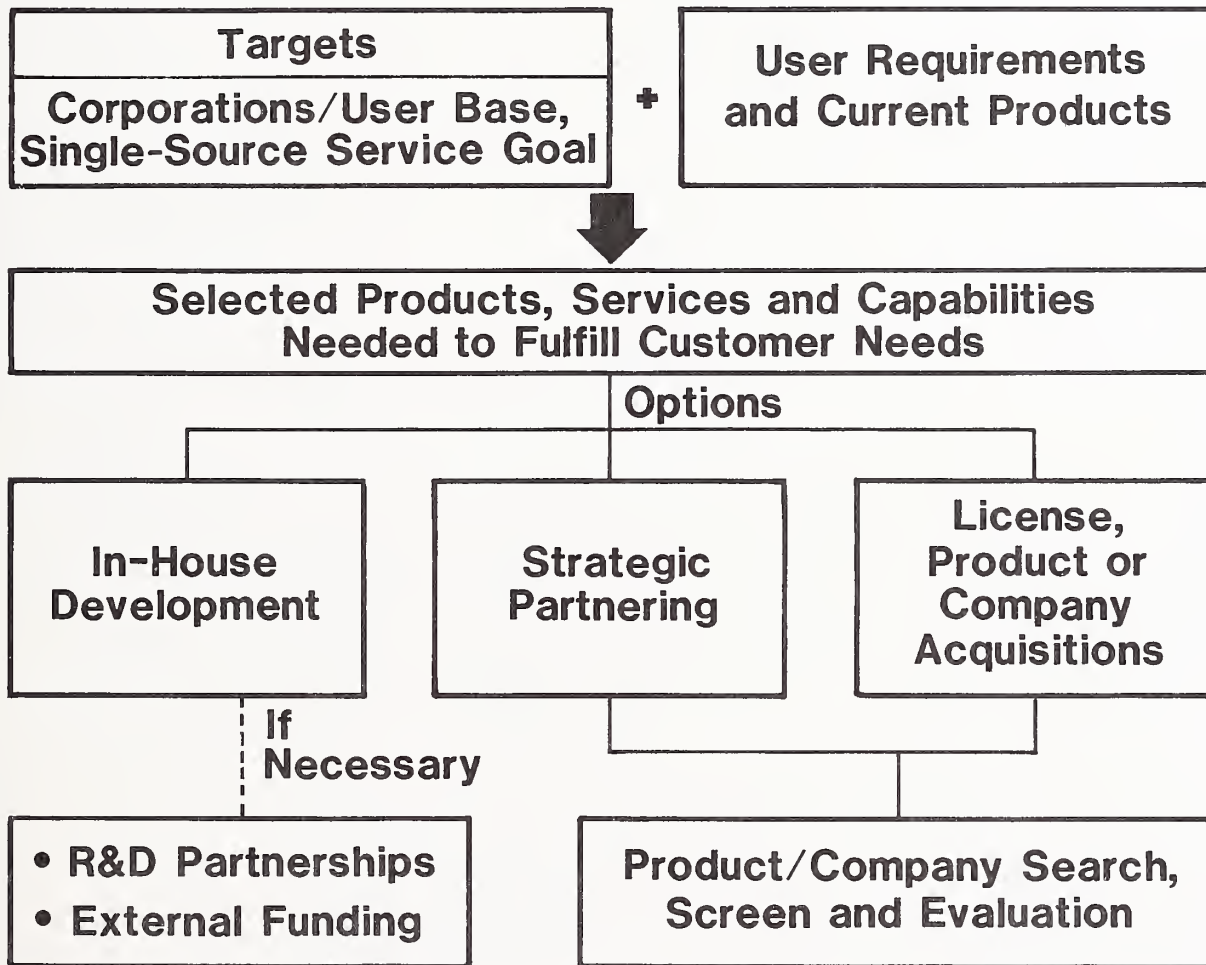 Targets
Corporations/User Base,
Single-Source Service Goal
+
User Requirements
and Current Products
Selected Products, Services and Capabilities
Needed to Fulfill Customer Needs
Options
In-House
Development
Strategic
Partnering
License,
Product or
Company
Acquisitions
If
Necessary
• R&D Partnerships
• External Funding
Product/Company Search,
Screen and Evaluation